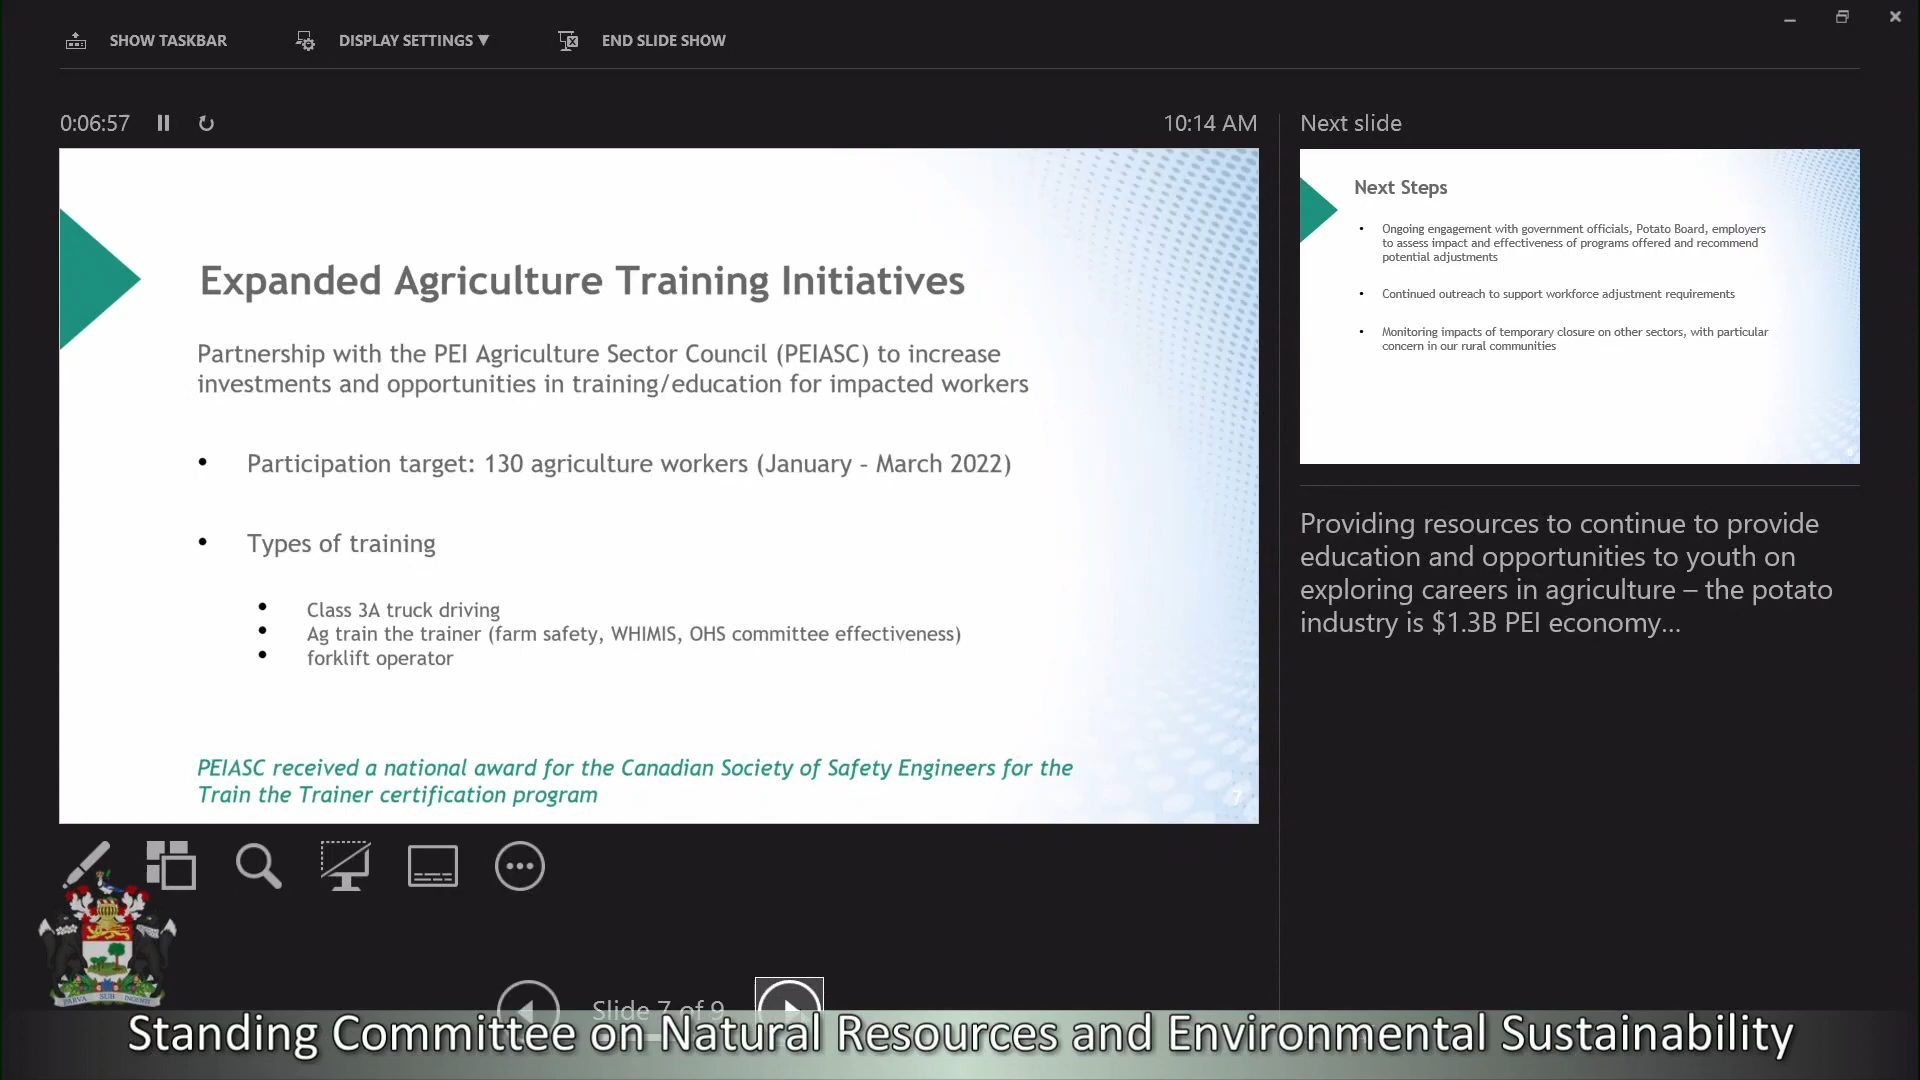 SHOW TASKBAR
DISPLAY SETTINGS ▼
END SLIDE SHOW
0:06:57
10:14 AM
Expanded Agriculture Training Initiatives
Partnership with the PEI Agriculture Sector Council (PEIASC) to increase
investments and opportunities in training/education for impacted workers
• Participation target: 130 agriculture workers (January - March 2022)
• Types of training
• Class 3A truck driving
• Ag train the trainer (farm safety, WHIMIS, OHS committee effectiveness)
• forklift operator
PEIASC received a national award for the Canadian Society of Safety Engineers for the
Train the Trainer certification program
7
Next slide
Next Steps
• Ongoing engagement with government officials, Potato Board, employers
to assess impact and effectiveness of programs offered and recommend
potential adjustments
• Continued outreach to support workforce adjustment requirements
• Monitoring impacts of temporary closure on other sectors, with particular
concern in our rural communities
Providing resources to continue to provide
education and opportunities to youth on
exploring careers in agriculture – the potato
industry is $1.3B PEI economy...
PARVA SUB INGENTI
Slide 7 of 9
Standing Committee on Natural Resources and Environmental Sustainability